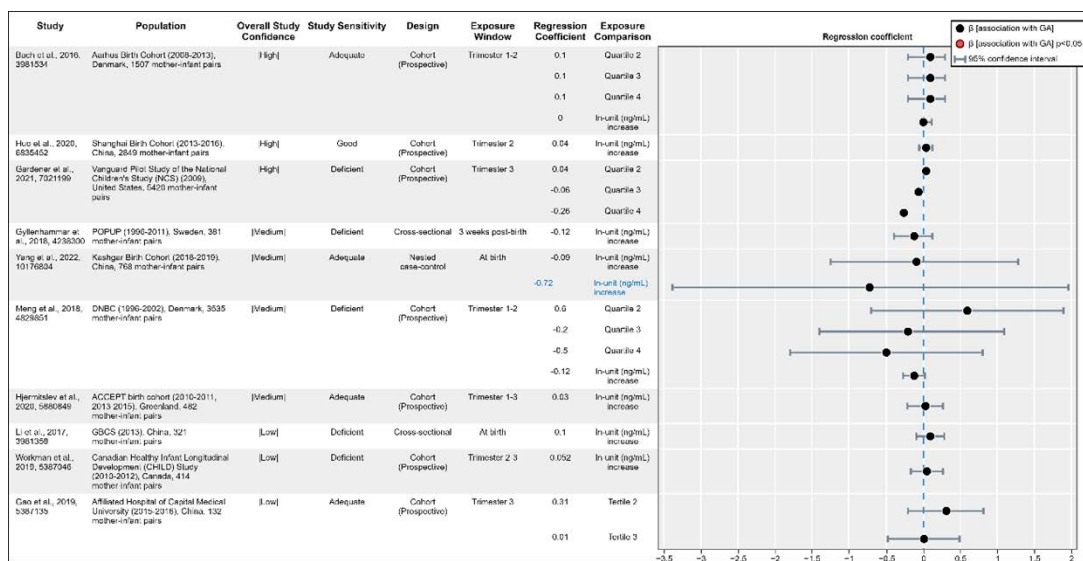 Study Population Overall Study Confidence Study Sensitivity Design Exposure Window Regression Coefficient Exposure Comparison
Regression coefficient
β [association with GA]
β [association with GA] p<0.05
95% confidence interval
Bach et al., 2016, 3981534 Aarhus Birth Cohort (2008-2013), Denmark, 1507 mother-infant pairs |High| Adequate Cohort (Prospective) Trimester 1-2 0.1 Quartile 2
0.1 Quartile 3
0.1 Quartile 4
0 ln-unit (ng/mL) increase
Huo et al., 2020, 6835452 Shanghai Birth Cohort (2013-2016), China, 2849 mother-infant pairs |High| Good Cohort (Prospective) Trimester 2 0.04 ln-unit (ng/mL) increase
Gardener et al., 2021, 7021199 Vanguard Pilot Study of the National Children's Study (NCS) (2009), United States, 5420 mother-infant pairs |High| Deficient Cohort (Prospective) Trimester 3 0.04 Quartile 2
-0.06 Quartile 3
-0.26 Quartile 4
Gyllenhammar et al., 2018, 4238300 POPUP (1996-2011), Sweden, 381 mother-infant pairs |Medium| Deficient Cross-sectional 3 weeks post-birth -0.12 ln-unit (ng/mL) increase
Yang et al., 2022, 10176804 Kashgar Birth Cohort (2018-2019), China, 768 mother-infant pairs |Medium| Adequate Nested case-control At birth -0.09 ln-unit (ng/mL) increase
-0.72 ln-unit (ng/mL) increase
Meng et al., 2018, 4829851 DNBC (1996-2002), Denmark, 3535 mother-infant pairs |Medium| Deficient Cohort (Prospective) Trimester 1-2 0.6 Quartile 2
-0.2 Quartile 3
-0.5 Quartile 4
-0.12 ln-unit (ng/mL) increase
Hjermitslev et al., 2020, 5880849 ACCEPT birth cohort (2010-2011, 2013-2015), Greenland, 482 mother-infant pairs |Medium| Adequate Cohort (Prospective) Trimester 1-3 0.03 ln-unit (ng/mL) increase
Li et al., 2017, 3981358 GBCS (2013), China, 321 mother-infant pairs |Low| Deficient Cross-sectional At birth 0.1 ln-unit (ng/mL) increase
Workman et al., 2019, 5387046 Canadian Healthy Infant Longitudinal Development (CHILD) Study (2010-2012), Canada, 414 mother-infant pairs |Low| Deficient Cohort (Prospective) Trimester 2-3 0.052 ln-unit (ng/mL) increase
Gao et al., 2019, 5387135 Affiliated Hospital of Capital Medical University (2015-2016), China, 132 mother-infant pairs |Low| Adequate Cohort (Prospective) Trimester 3 0.31 Tertile 2
0.01 Tertile 3
-3.5 -3 -2.5 -2 -1.5 -1 -0.5 0 0.5 1 1.5 2